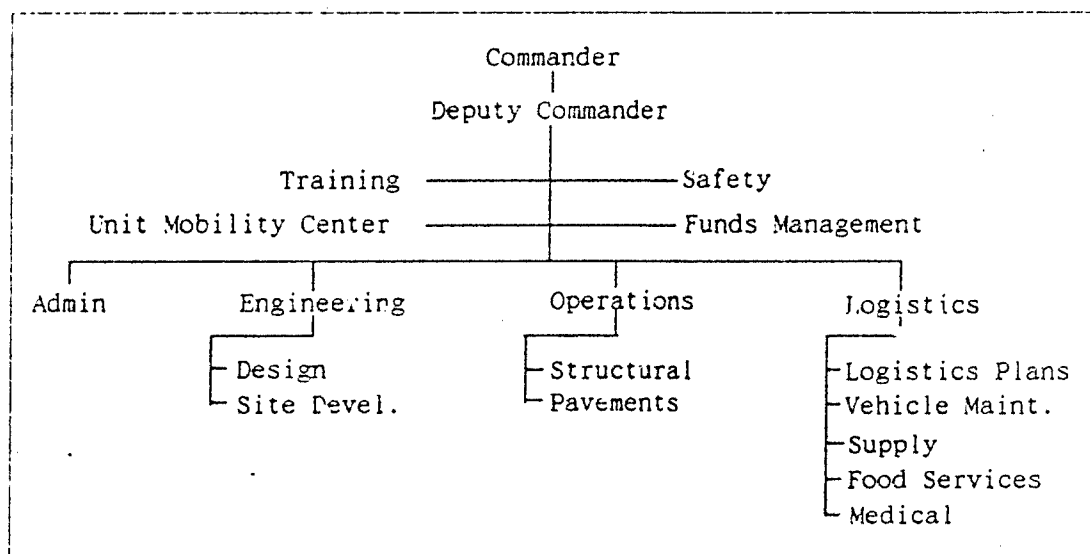 Commander
Deputy Commander
Training Safety
Unit Mobility Center Funds Management
Admin Engineering Operations Logistics
Design Structural Logistics Plans
Site Devel. Pavements Vehicle Maint.
Supply
Food Services
Medical